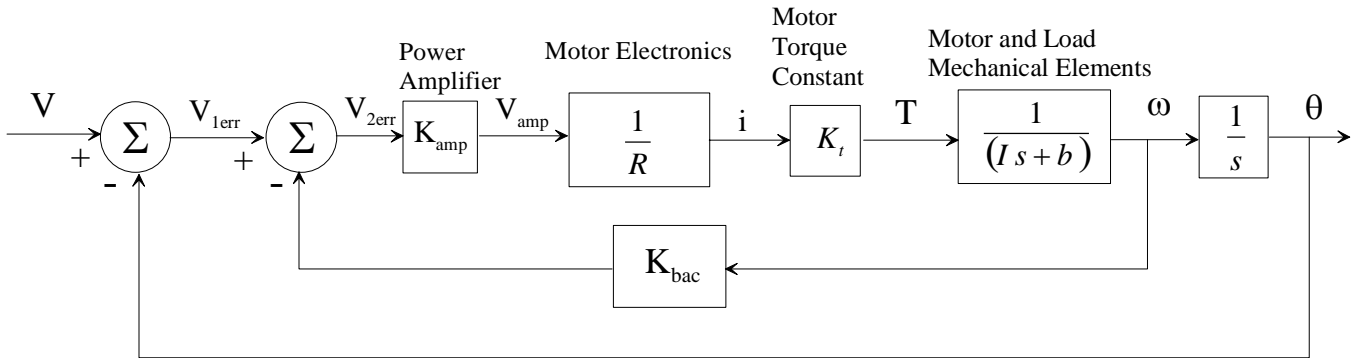 Power
Amplifier
Motor Electronics
Motor
Torque
Constant
Motor and Load
Mechanical Elements
V
+
-
Σ
V1err
+
-
Σ
V2err
Kamp
Vamp
1
R
i
Kt
T
1
(I s + b)
ω
1
s
θ
Kbac